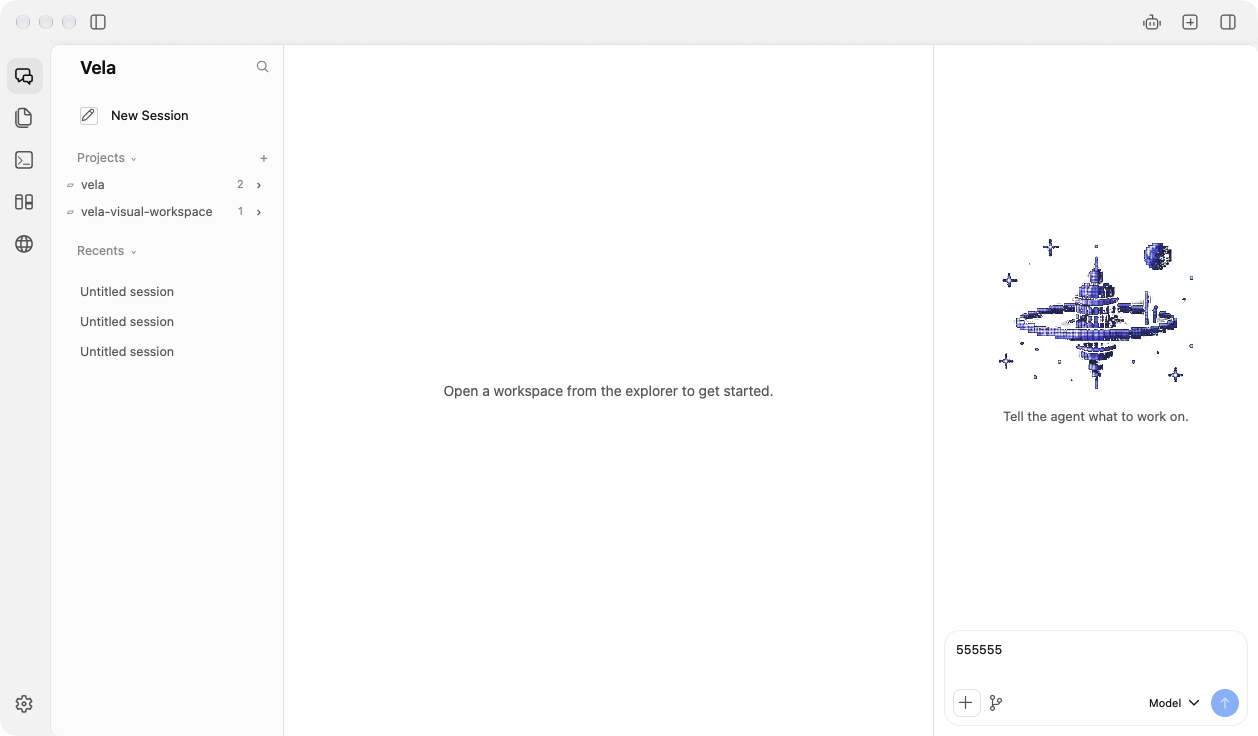 Vela
New Session
Projects
vela 2
vela-visual-workspace 1
Recents
Untitled session
Untitled session
Untitled session
Open a workspace from the explorer to get started.
Tell the agent what to work on.
555555
Model